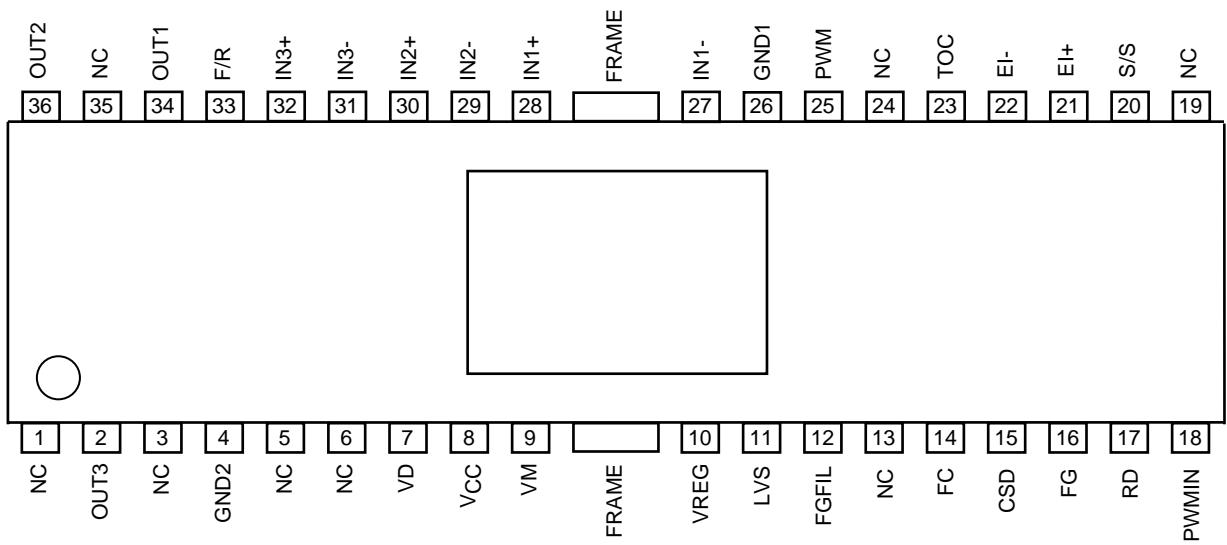 OUT2 NC OUT1 F/R IN3+ IN3- IN2+ IN2- IN1+ FRAME IN1- GND1 PWM NC TOC EI- EI+ S/S NC
36 35 34 33 32 31 30 29 28 27 26 25 24 23 22 21 20 19
1 2 3 4 5 6 7 8 9 10 11 12 13 14 15 16 17 18
NC OUT3 NC GND2 NC NC VD VCC VM FRAME VREG LVS FGFIL NC FC CSD FG RD PWMIN